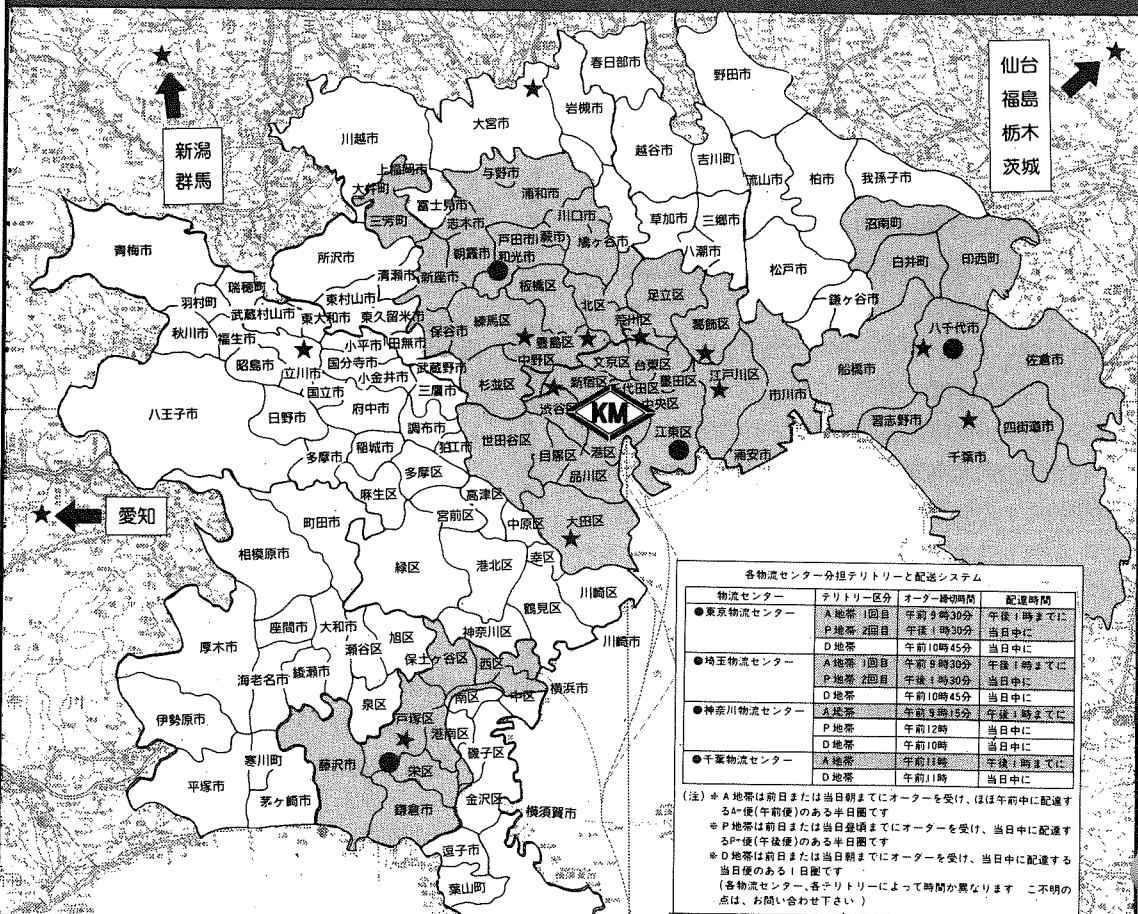 新潟
群馬
仙台
福島
栃木
茨城
愛知
春日部市
野田市
大宮市
岩槻市
川越市
越谷市
吉川町
上福岡市
与野市
流山市
柏市
我孫子市
大井町
浦和市
富士見市
三芳町
志木市
川口市
草加市
三郷市
沼南町
戸田市
蕨市
鳩ヶ谷市
青梅市
所沢市
朝霞市
和光市
八潮市
白井町
印西町
清瀬市
新座市
板橋区
松戸市
瑞穂町
足立区
羽村町
東村山市
北区
鎌ヶ谷市
武蔵村山市
東大和市
東久留米市
練馬区
荒川区
葛飾区
八千代市
秋川市
福生市
保谷市
豊島区
小平市
田無市
文京区
台東区
佐倉市
昭島市
立川市
国分寺市
武蔵野市
中野区
船橋市
小金井市
杉並区
新宿区
千代田区
墨田区
江戸川区
国立市
三鷹市
市川市
八王子市
日野市
府中市
渋谷区
KM
中央区
習志野市
調布市
世田谷区
江東区
四街道市
稲城市
狛江市
目黒区
港区
浦安市
千葉市
多摩市
多摩区
品川区
麻生区
高津区
宮前区
町田市
中原区
大田区
相模原市
幸区
緑区
港北区
川崎区
鶴見区
座間市
大和市
旭区
神奈川区
川崎市
厚木市
瀬谷区
保土ヶ谷区
西区
海老名市
綾瀬市
中区
横浜市
泉区
南区
伊勢原市
戸塚区
港南区
磯子区
寒川町
藤沢市
栄区
平塚市
茅ヶ崎市
鎌倉市
金沢区
横須賀市
逗子市
葉山町
各物流センター分担テリトリーと配送システム
物流センター テリトリー区分 オーダー締切時間 配達時間
●東京物流センター A地帯 1回目 午前9時30分 午後1時までに
P地帯 2回目 午後1時30分 当日中に
D地帯 午前10時45分 当日中に
●埼玉物流センター A地帯 1回目 午前9時30分 午後1時までに
P地帯 2回目 午後1時30分 当日中に
D地帯 午前10時45分 当日中に
●神奈川物流センター A地帯 午前9時15分 午後1時までに
P地帯 午前12時 当日中に
D地帯 午前10時 当日中に
●千葉物流センター A地帯 午前11時 午後1時までに
D地帯 午前11時 当日中に
(注) ※A地帯は前日または当日朝までにオーダーを受け、ほぼ午前中に配達す
るA-便(午前便)のある半日圏です
※P地帯は前日または当日昼頃までにオーダーを受け、当日中に配達す
るP-便(午後便)のある半日圏です
※D地帯は前日または当日朝までにオーダーを受け、当日中に配達する
当日便のある1日圏です
(各物流センター、各テリトリーによって時間が異なります ご不明の
点は、お問い合わせ下さい)